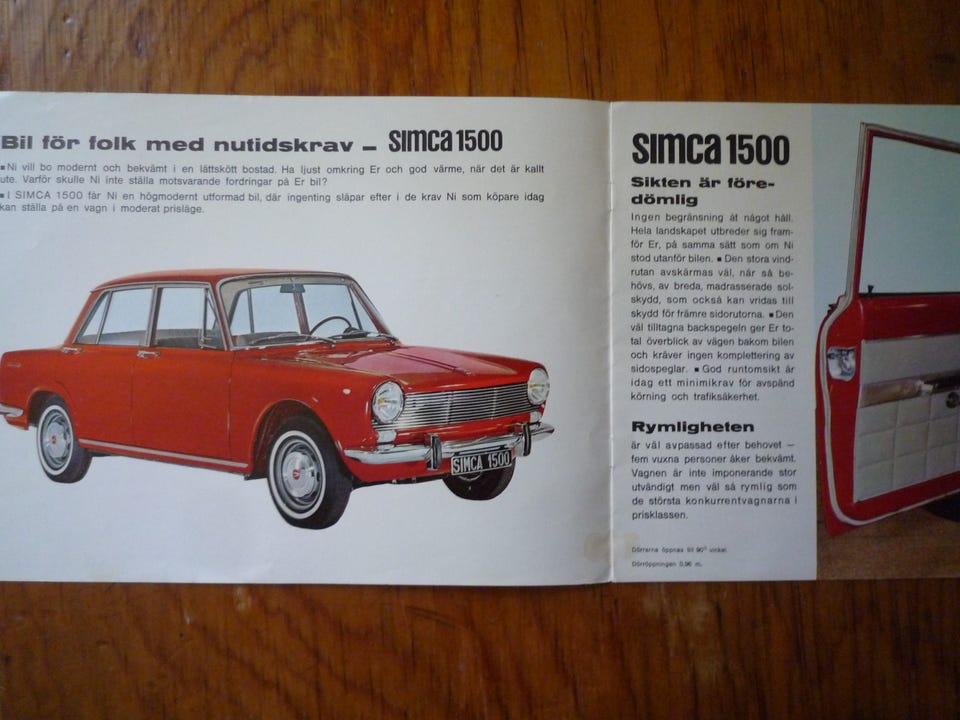 Bil för folk med nutidskrav – SIMCA 1500
▪ Ni vill bo modernt och bekvämt i en lättskött bostad. Ha ljust omkring Er och god värme, när det är kallt
ute. Varför skulle Ni inte ställa motsvarande fordringar på Er bil?
▪ I SIMCA 1500 får Ni en högmodernt utformad bil, där ingenting släpar efter i de krav Ni som köpare idag
kan ställa på en vagn i moderat prisläge.
SIMCA 1500
SIMCA 1500
Sikten är före-
dömlig
Ingen begränsning åt något håll.
Hela landskapet utbreder sig fram-
för Er, på samma sätt som om Ni
stod utanför bilen. ▪ Den stora vind-
rutan avskärmas väl, när så be-
hövs, av breda, madrasserade sol-
skydd, som också kan vridas till
skydd för främre sidorutorna. ▪ Den
väl tilltagna backspegeln ger Er to-
tal överblick av vägen bakom bilen
och kräver ingen komplettering av
sidospeglar. ▪ God runtomsikt är
idag ett minimikrav för avspänd
körning och trafiksäkerhet.
Rymligheten
är väl avpassad efter behovet –
fem vuxna personer åker bekvämt.
Vagnen är inte imponerande stor
utvändigt men väl så rymlig som
de största konkurrentvagnarna i
prisklassen.
Dörrarna öppnas till 90° vinkel.
Dörröppningen 0,96 m.